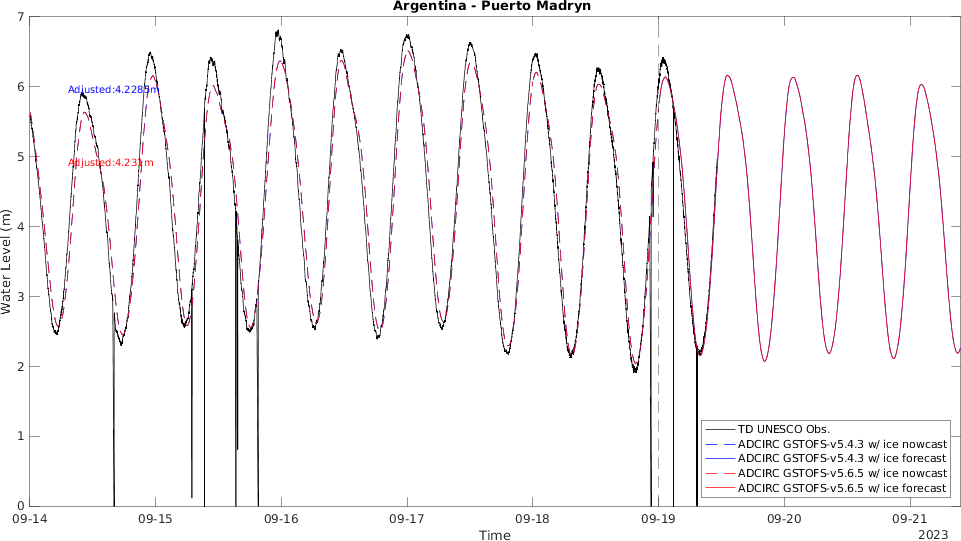 Argentina - Puerto Madryn
7
6
5
4
3
2
1
0
Water Level (m)
Adjusted:4.2285m
Adjusted:4.231m
TD UNESCO Obs.
ADCIRC GSTOFS-v5.4.3 w/ ice nowcast
ADCIRC GSTOFS-v5.4.3 w/ ice forecast
ADCIRC GSTOFS-v5.6.5 w/ ice nowcast
ADCIRC GSTOFS-v5.6.5 w/ ice forecast
09-14 09-15 09-16 09-17 09-18 09-19 09-20 09-21
Time
2023